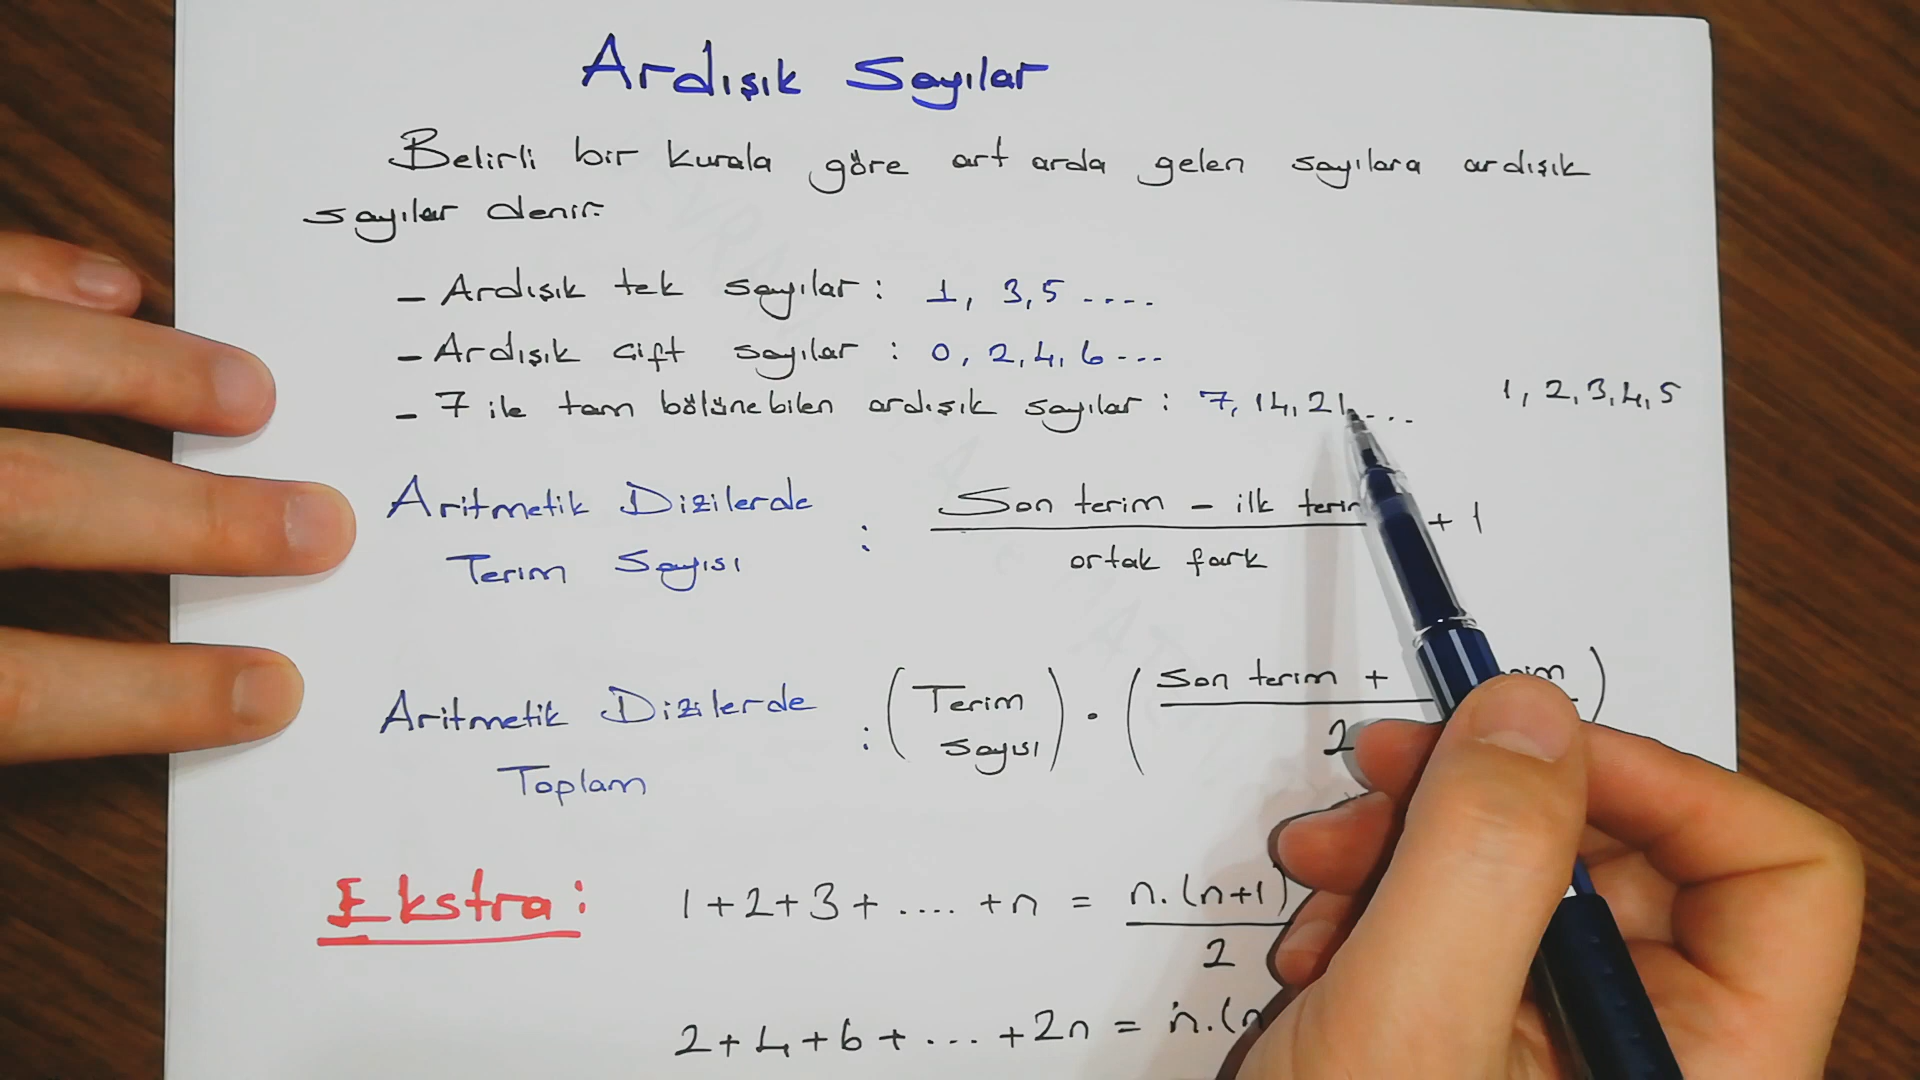 Ardışık Sayılar
Belirli bir kurala göre art arda gelen sayılara ardışık
sayılar denir.
- Ardışık tek sayılar : 1, 3, 5 ....
- Ardışık çift sayılar : 0, 2, 4, 6 ...
- 7 ile tam bölünebilen ardışık sayılar : 7, 14, 21 ...
1, 2, 3, 4, 5
Aritmetik Dizilerde
Terim Sayısı :
Son terim - ilk terim + 1
ortak fark
Aritmetik Dizilerde
Toplam
: (Terim sayısı) . (son terim +
2
Ekstra:
1 + 2 + 3 + .... + n = n.(n+1)
2
2 + 4 + 6 + ... + 2n = n.(n